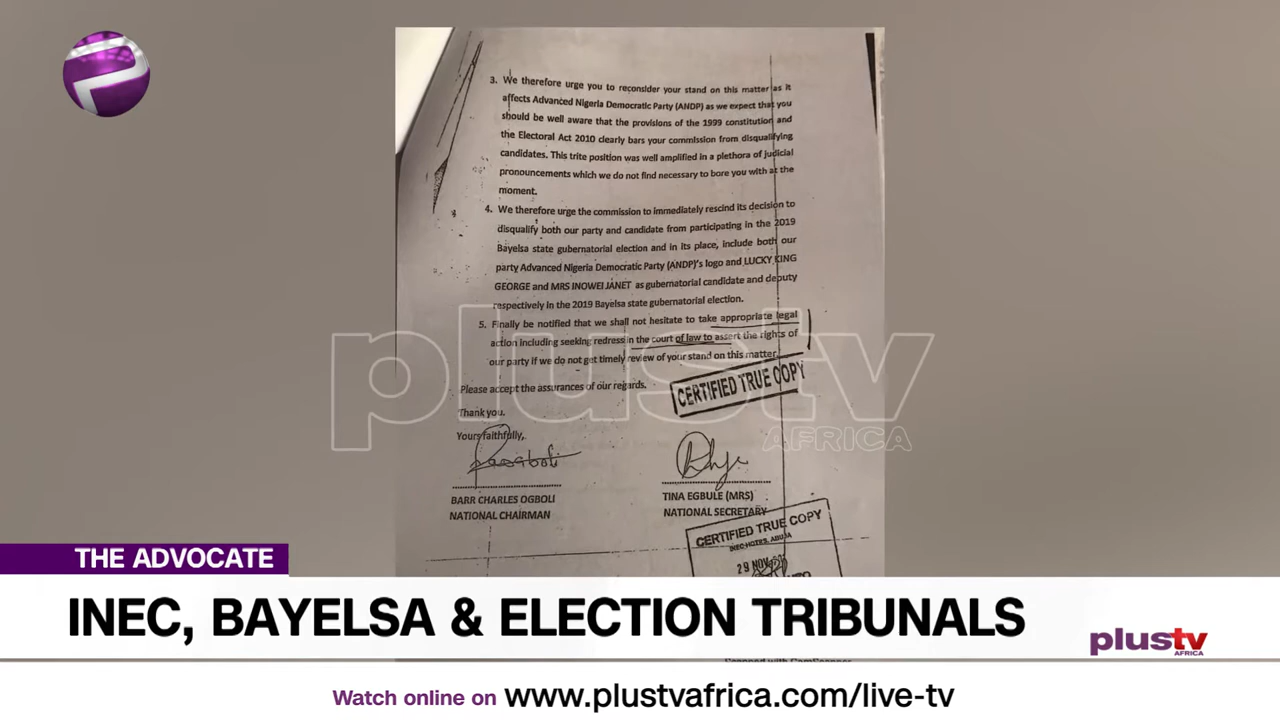 3. We therefore urge you to reconsider your stand on this matter as it
affects Advanced Nigeria Democratic Party (ANDP) as we expect that you
should be well aware that the provisions of the 1999 constitution and
the Electoral Act 2010 clearly bars your commission from disqualifying
candidates. This trite position was well amplified in a plethora of judicial
pronouncements which we do not find necessary to bore you with at the
moment.
4. We therefore urge the commission to immediately rescind its decision to
disqualify both our party and candidate from participating in the 2019
Bayelsa state gubernatorial election and in its place, include both our
party Advanced Nigeria Democratic Party (ANDP)'s logo and LUCKY KING
GEORGE and MRS INOWEI JANET as gubernatorial candidate and deputy
respectively in the 2019 Bayelsa state gubernatorial election.
5. Finally be notified that we shall not hesitate to take appropriate legal
action including seeking redress in the court of law to assert the rights of
our party if we do not get timely review of your stand on this matter.
Please accept the assurances of our regards.
CERTIFIED TRUE COPY
Thank you.
Yours faithfully,
plustv
AFRICA
BARR CHARLES OGBOLI
NATIONAL CHAIRMAN
TINA EGBULE (MRS)
NATIONAL SECRETARY
CERTIFIED TRUE COPY
INEC HQTRS, ABUJA
29 NOV
THE ADVOCATE
INEC, BAYELSA & ELECTION TRIBUNALS
plustv
AFRICA
Scanned with CamScanner
Watch online on www.plustvafrica.com/live-tv